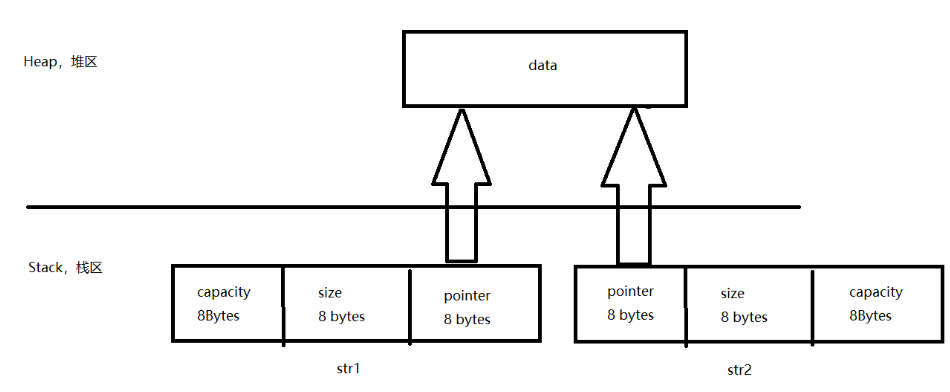 Heap，堆区
data
Stack，栈区
capacity
8Bytes
size
8 bytes
pointer
8 bytes
str1
pointer
8 bytes
size
8 bytes
capacity
8Bytes
str2